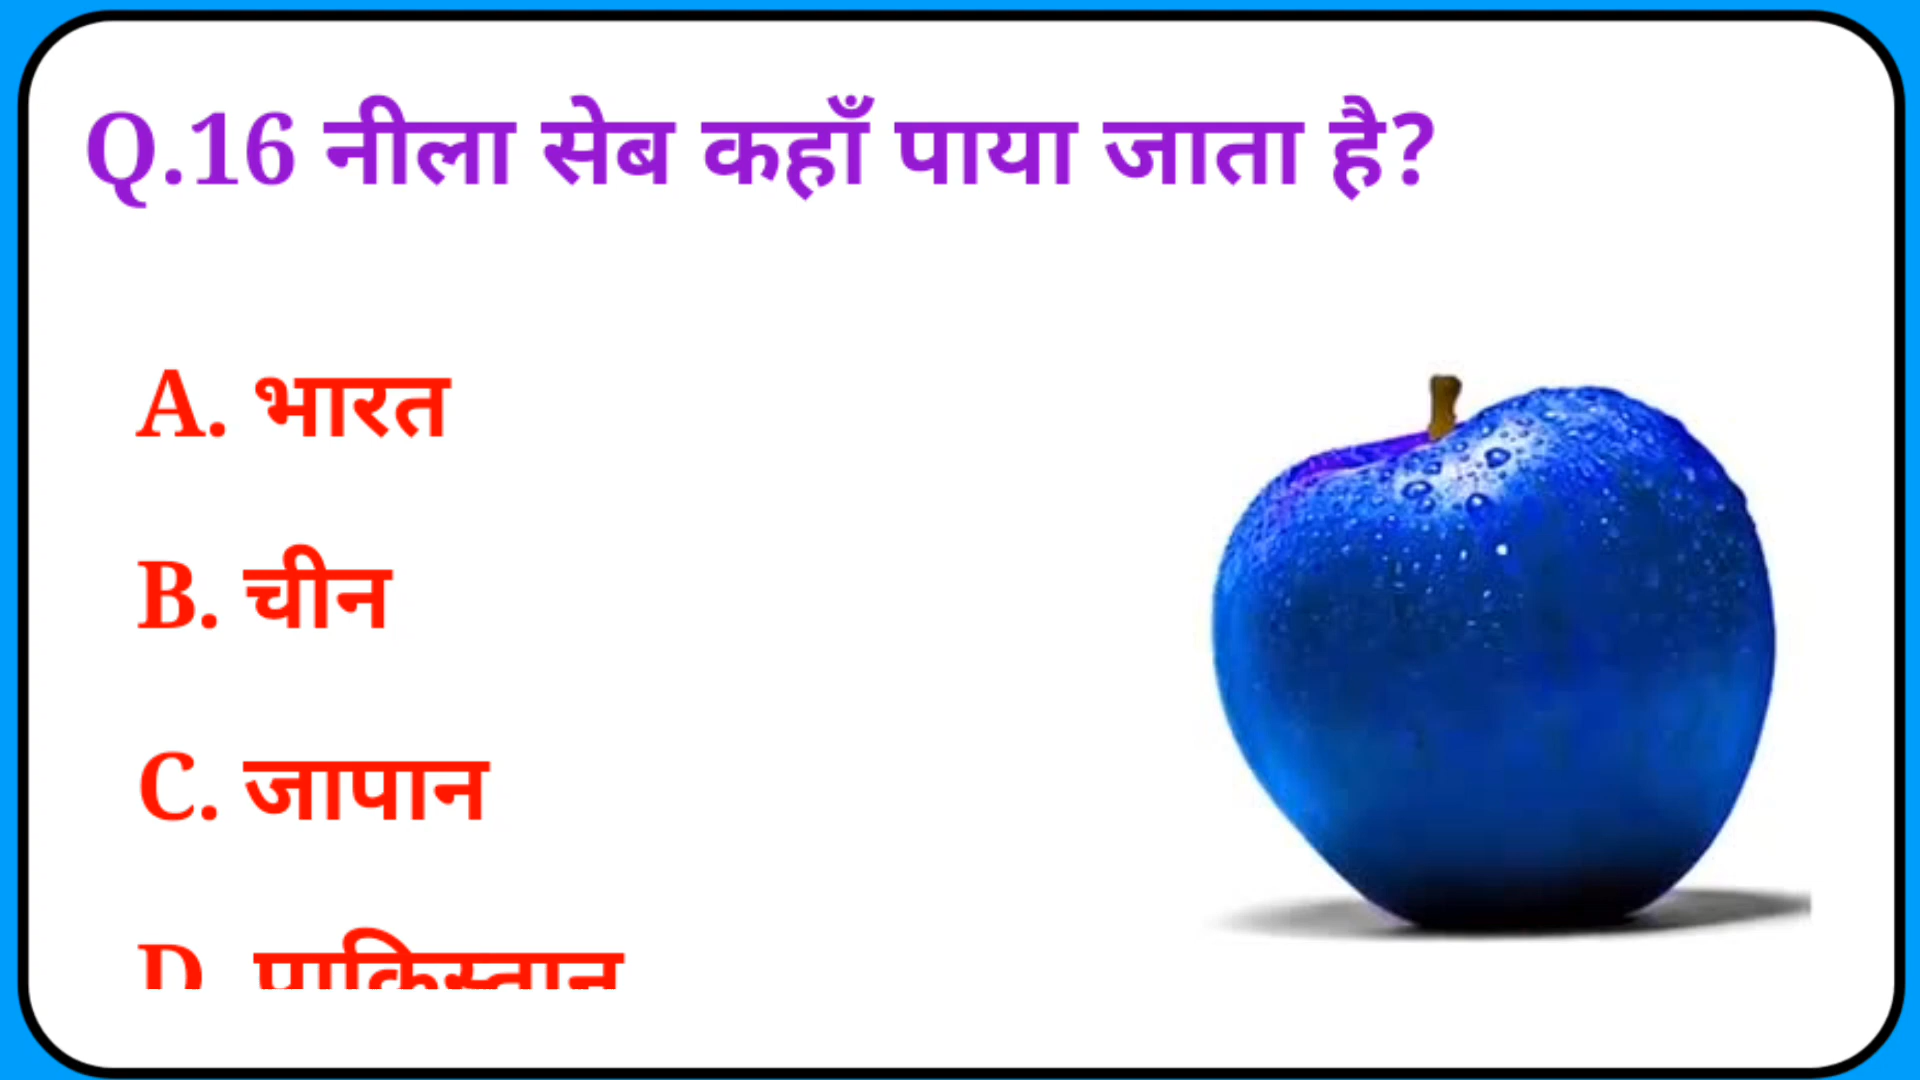 Q.16 नीला सेब कहाँ पाया जाता है?
A. भारत
B. चीन
C. जापान
D. पाकिस्तान